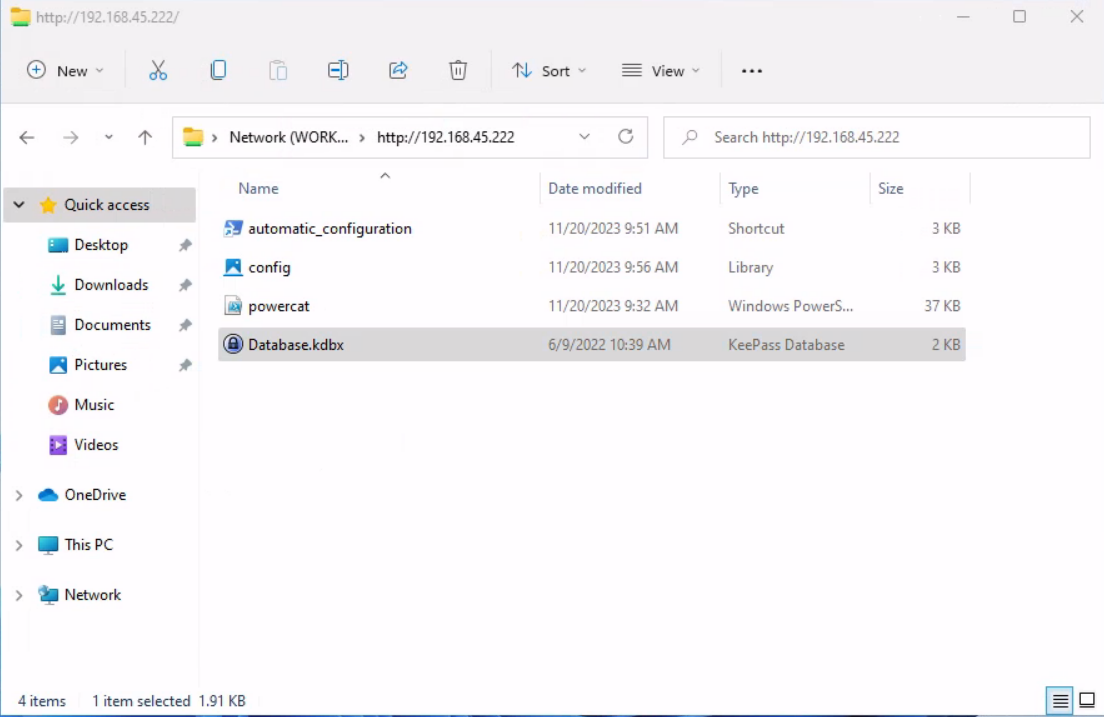 http://192.168.45.222/
New Sort View ...
Network (WORK... http://192.168.45.222 Search http://192.168.45.222
Name Date modified Type Size
Quick access
automatic_configuration 11/20/2023 9:51 AM Shortcut 3 KB
Desktop
config 11/20/2023 9:56 AM Library 3 KB
Downloads
powercat 11/20/2023 9:32 AM Windows PowerS... 37 KB
Documents
Database.kdbx 6/9/2022 10:39 AM KeePass Database 2 KB
Pictures
Music
Videos
OneDrive
This PC
Network
4 items 1 item selected 1.91 KB